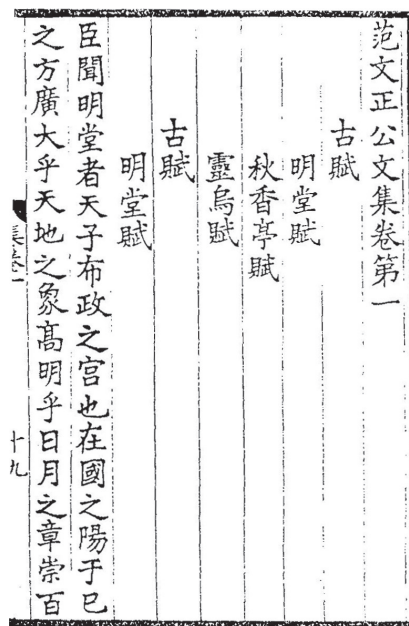 范文正公文集卷第一
古賦
明堂賦
秋香亭賦
靈烏賦
古賦
明堂賦
臣聞明堂者天子布政之宮也在國之陽于巳
之方廣大乎天地之象高明乎日月之章崇百
集卷一
十九